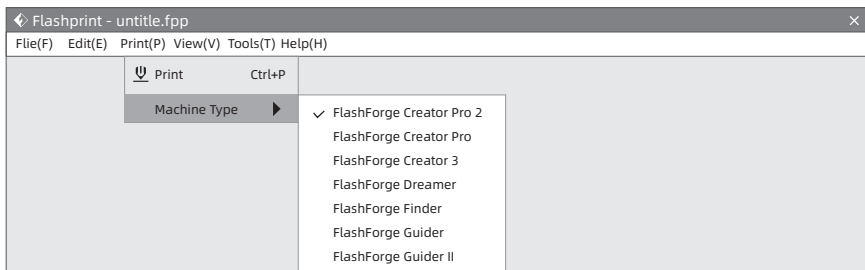 Flashprint - untitle.fpp
Flie(F) Edit(E) Print(P) View(V) Tools(T) Help(H)
Print Ctrl+P
Machine Type
FlashForge Creator Pro 2
FlashForge Creator Pro
FlashForge Creator 3
FlashForge Dreamer
FlashForge Finder
FlashForge Guider
FlashForge Guider II